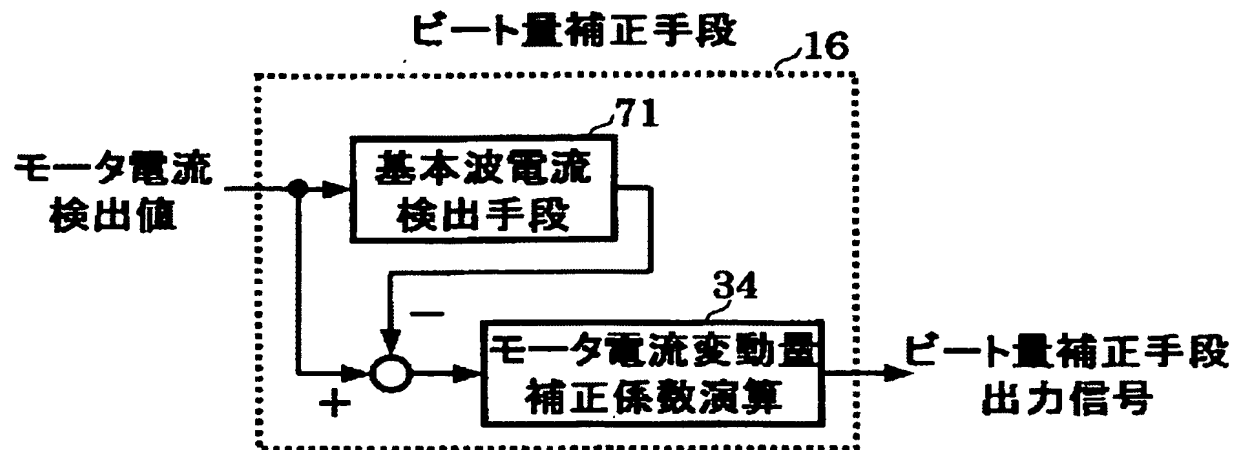 ビート量補正手段
16
71
モータ電流
検出値
基本波電流
検出手段
−
34
+
モータ電流変動量
補正係数演算
ビート量補正手段
出力信号